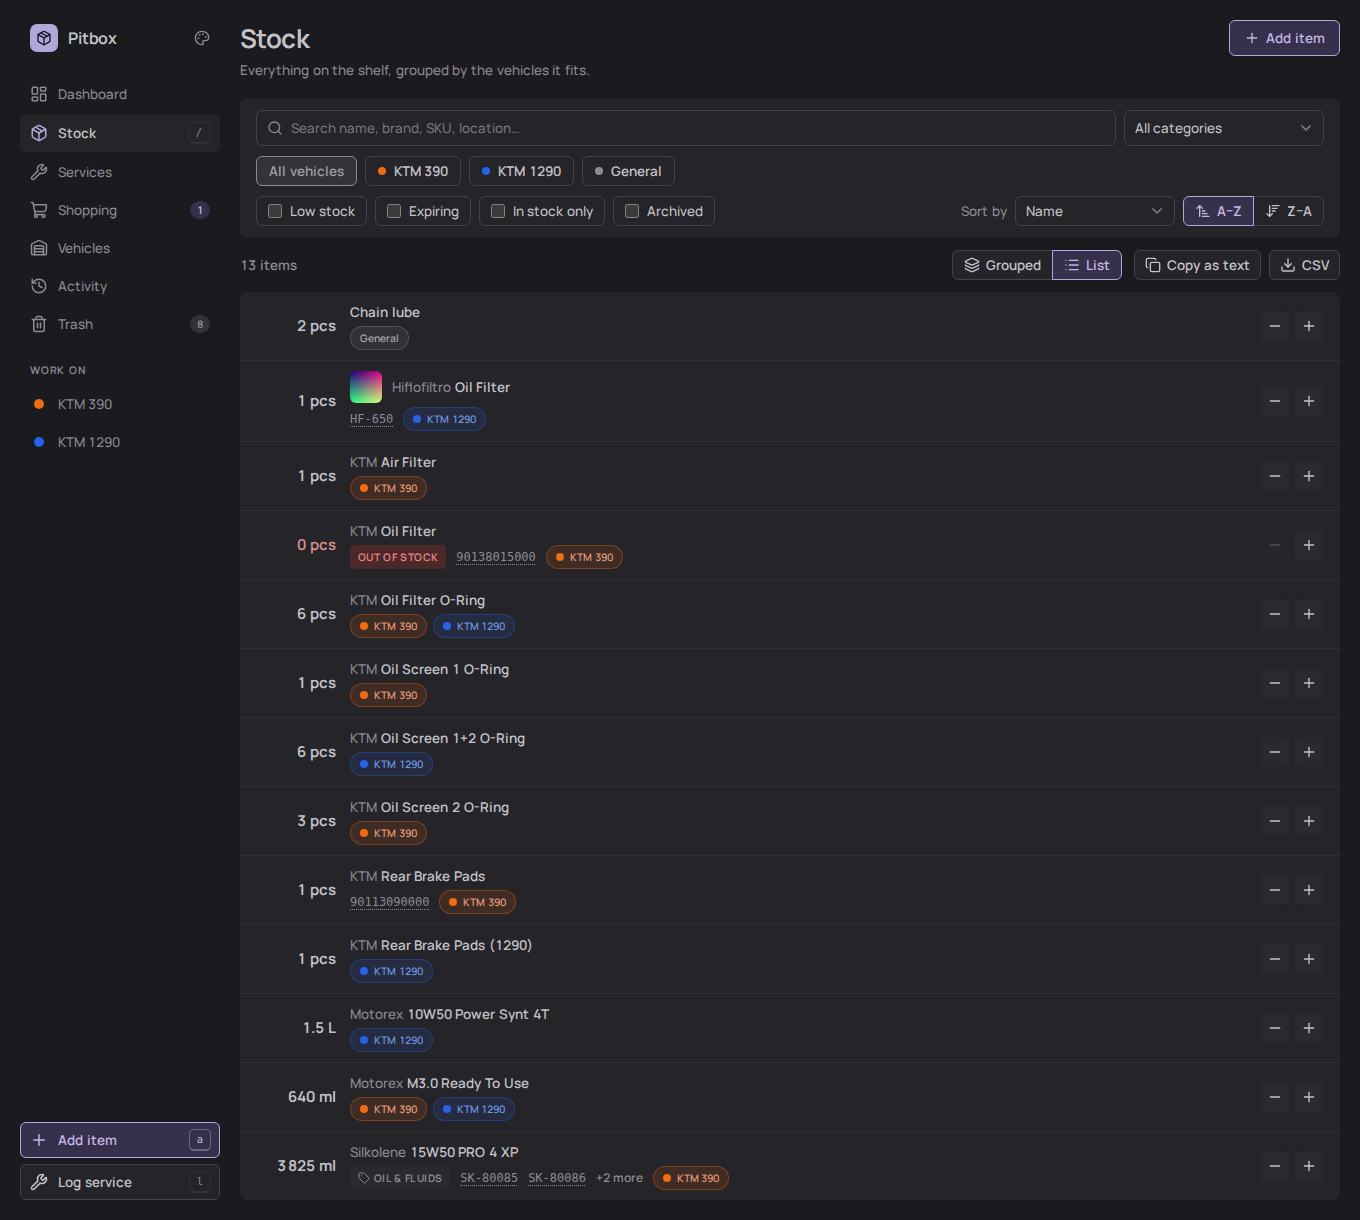 Pitbox
Dashboard
Stock /
Services
Shopping 1
Vehicles
Activity
Trash 8
WORK ON
KTM 390
KTM 1290
Add item a
Log service l
Stock
Everything on the shelf, grouped by the vehicles it fits.
Add item
Search name, brand, SKU, location...
All categories
All vehicles KTM 390 KTM 1290 General
Low stock Expiring In stock only Archived
Sort by Name A–Z Z–A
13 items
Grouped List Copy as text CSV
2 pcs
Chain lube
General
1 pcs
Hiflofiltro Oil Filter
HF-650 KTM 1290
1 pcs
KTM Air Filter
KTM 390
0 pcs
KTM Oil Filter
OUT OF STOCK 90138015000 KTM 390
6 pcs
KTM Oil Filter O-Ring
KTM 390 KTM 1290
1 pcs
KTM Oil Screen 1 O-Ring
KTM 390
6 pcs
KTM Oil Screen 1+2 O-Ring
KTM 1290
3 pcs
KTM Oil Screen 2 O-Ring
KTM 390
1 pcs
KTM Rear Brake Pads
90113090000 KTM 390
1 pcs
KTM Rear Brake Pads (1290)
KTM 1290
1.5 L
Motorex 10W50 Power Synt 4T
KTM 1290
640 ml
Motorex M3.0 Ready To Use
KTM 390 KTM 1290
3 825 ml
Silkolene 15W50 PRO 4 XP
OIL & FLUIDS SK-80085 SK-80086 +2 more KTM 390